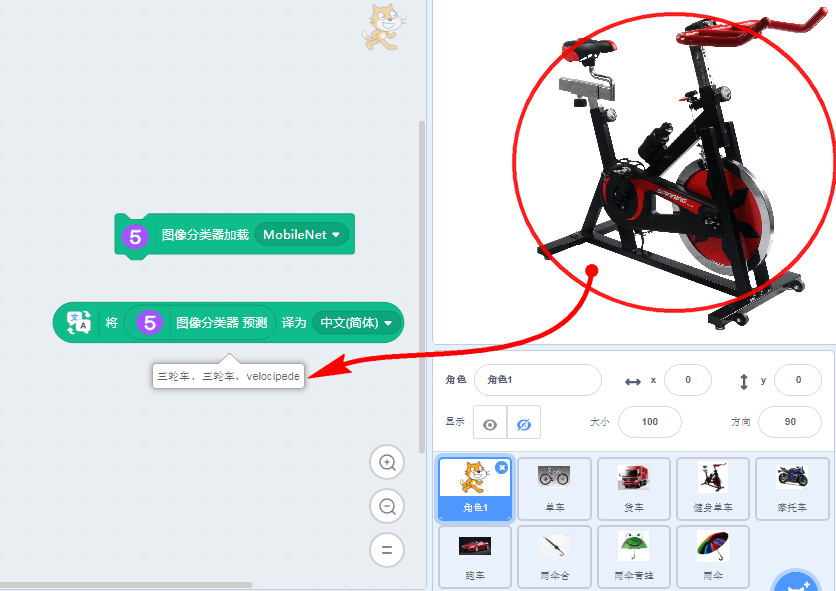 SPINNING
5 图像分类器加载 MobileNet
将 5 图像分类器 预测 译为 中文(简体)
三轮车, 三轮车, velocipede
角色 角色1 x 0 y 0
显示 大小 100 方向 90
角色1 单车 货车 健身单车 摩托车
跑车 雨伞合 雨伞青蛙 雨伞